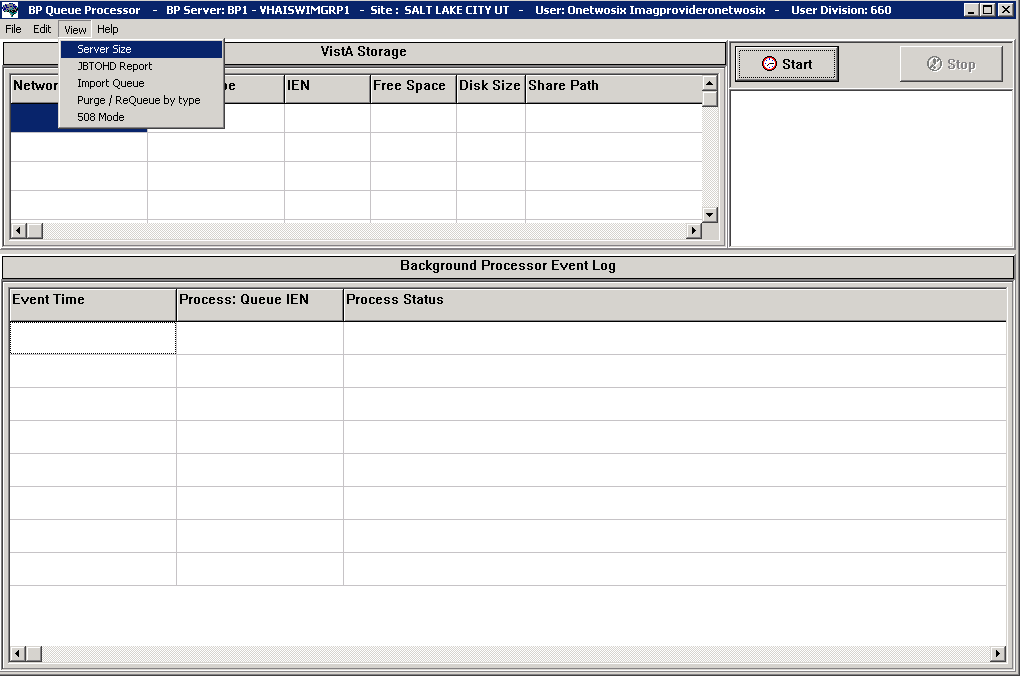 BP Queue Processor - BP Server: BP1 - VHAISWIMGRP1 - Site : SALT LAKE CITY UT - User: Onetwosix Imagprovideronetwosix - User Division: 660
File Edit View Help
Server Size
JBTOHD Report
Import Queue
Purge / ReQueue by type
508 Mode
VistA Storage
Start
Stop
Networ pe IEN Free Space Disk Size Share Path
Background Processor Event Log
Event Time Process: Queue IEN Process Status